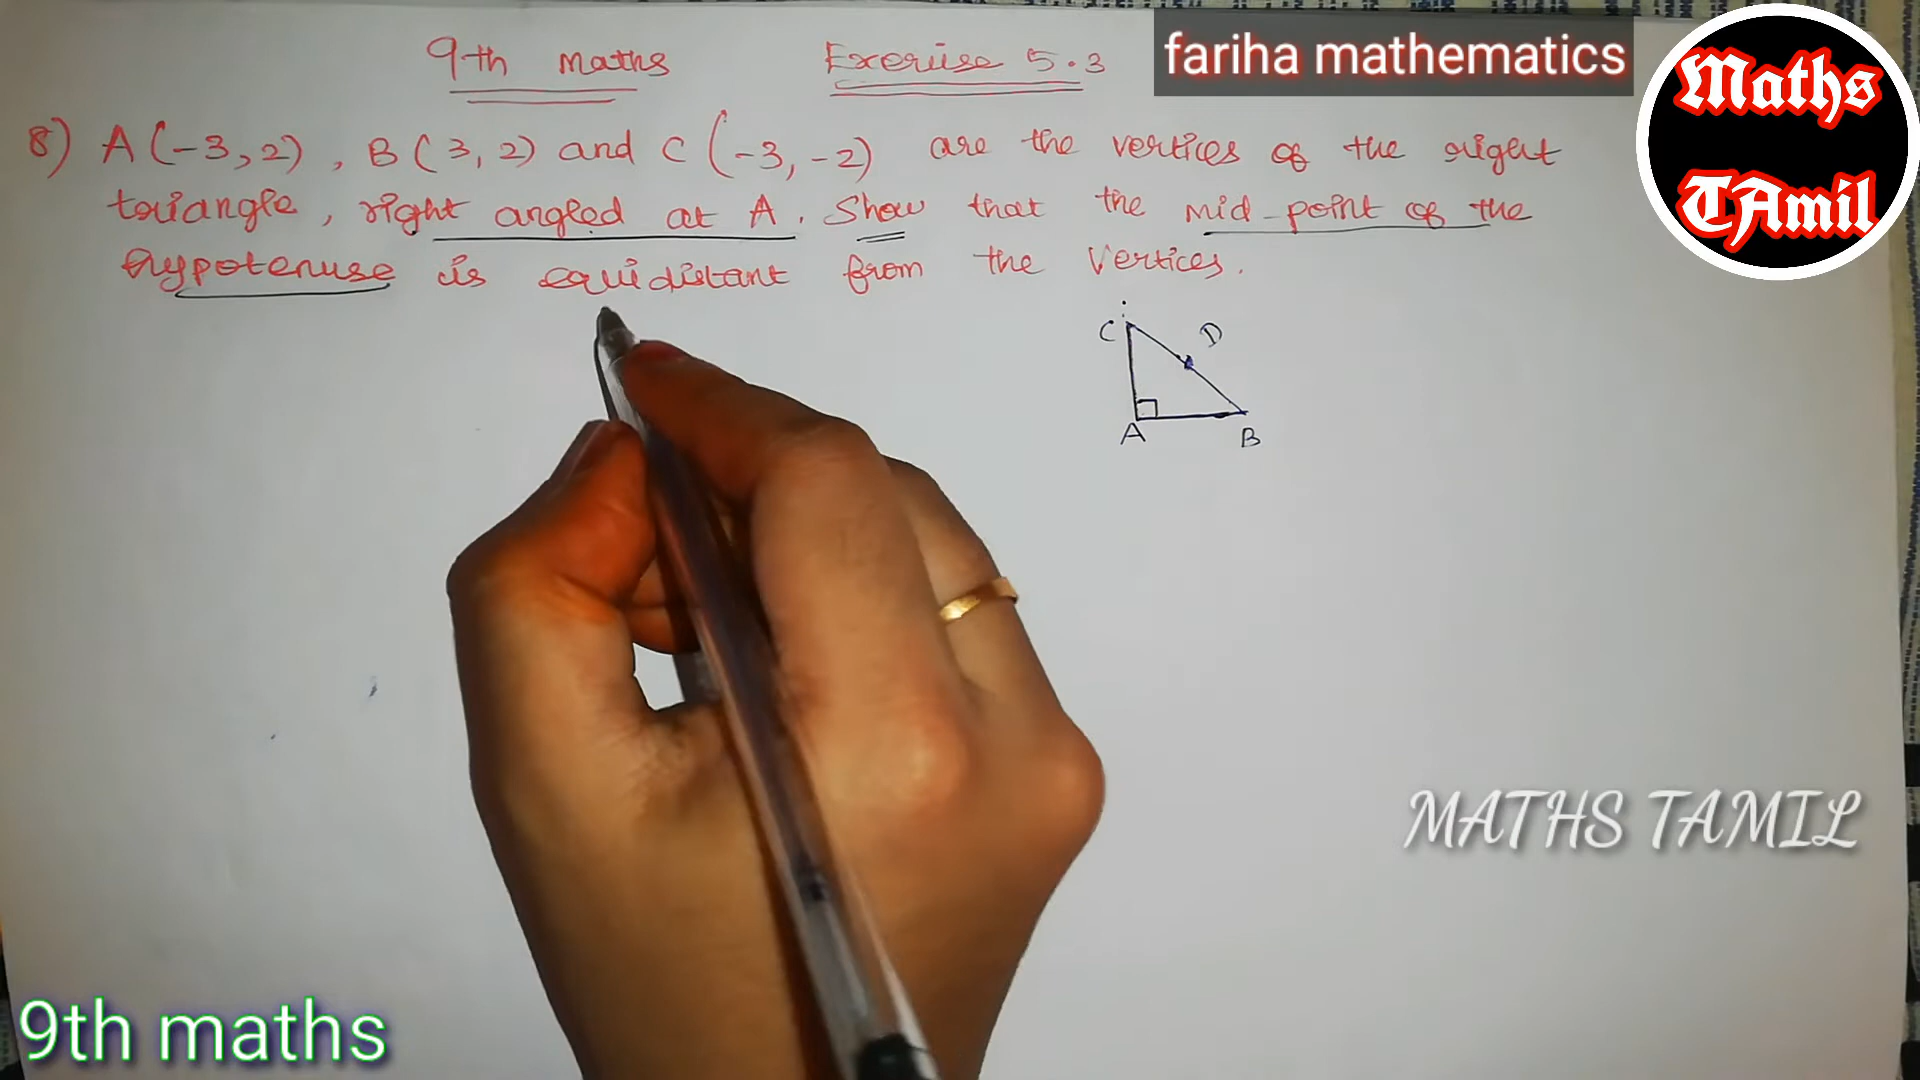 9th maths Exercise 5.3
fariha mathematics
Maths
TAmil
8) A(-3,2), B(3,2) and C(-3,-2) are the vertices of the right
triangle, right angled at A. Show that the mid-point of the
hypotenuse is equidistant from the vertices.
C D
A B
MATHS TAMIL
9th maths